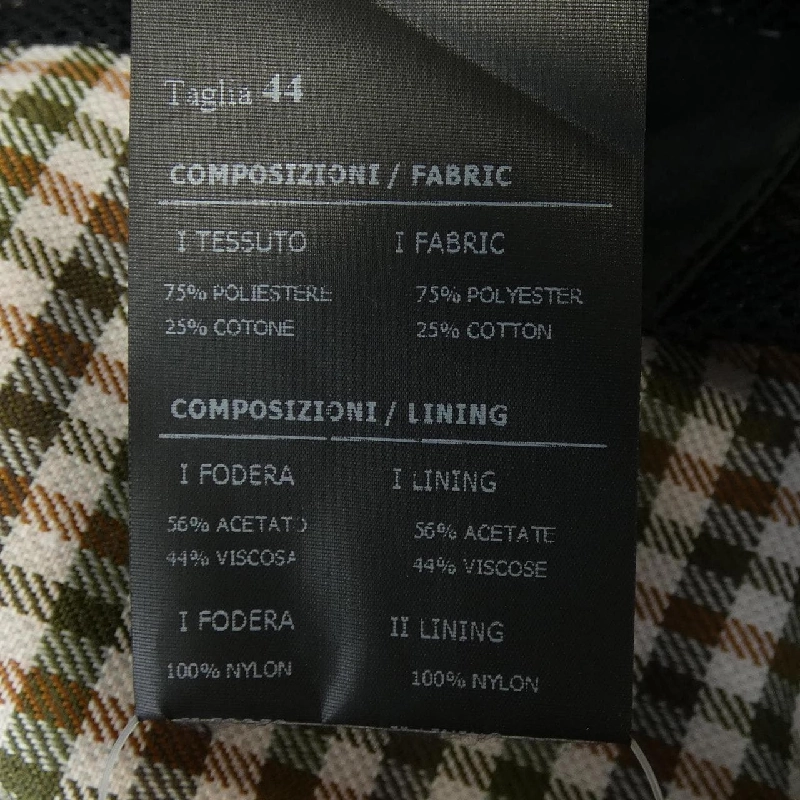 Taglia 44
COMPOSIZIONI / FABRIC
I TESSUTO I FABRIC
75% POLIESTERE 75% POLYESTER
25% COTONE 25% COTTON
COMPOSIZIONI / LINING
I FODERA I LINING
56% ACETATO 56% ACETATE
44% VISCOSA 44% VISCOSE
I FODERA II LINING
100% NYLON 100% NYLON